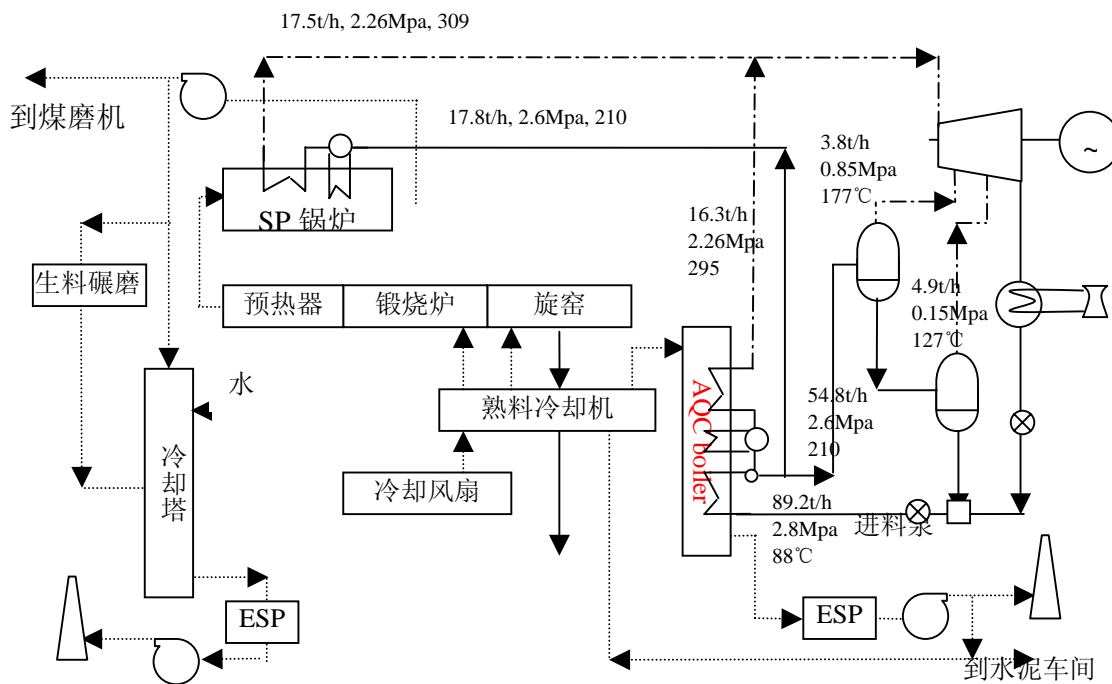 17.5t/h, 2.26Mpa, 309
到煤磨机
17.8t/h, 2.6Mpa, 210
~
3.8t/h
0.85Mpa
177℃
SP 锅炉
16.3t/h
2.26Mpa
295
生料碾磨
预热器
锻烧炉
旋窑
4.9t/h
0.15Mpa
127℃
水
熟料冷却机
AQC boiler
54.8t/h
2.6Mpa
210
冷却塔
冷却风扇
89.2t/h
2.8Mpa
88℃
进料泵
ESP
ESP
到水泥车间